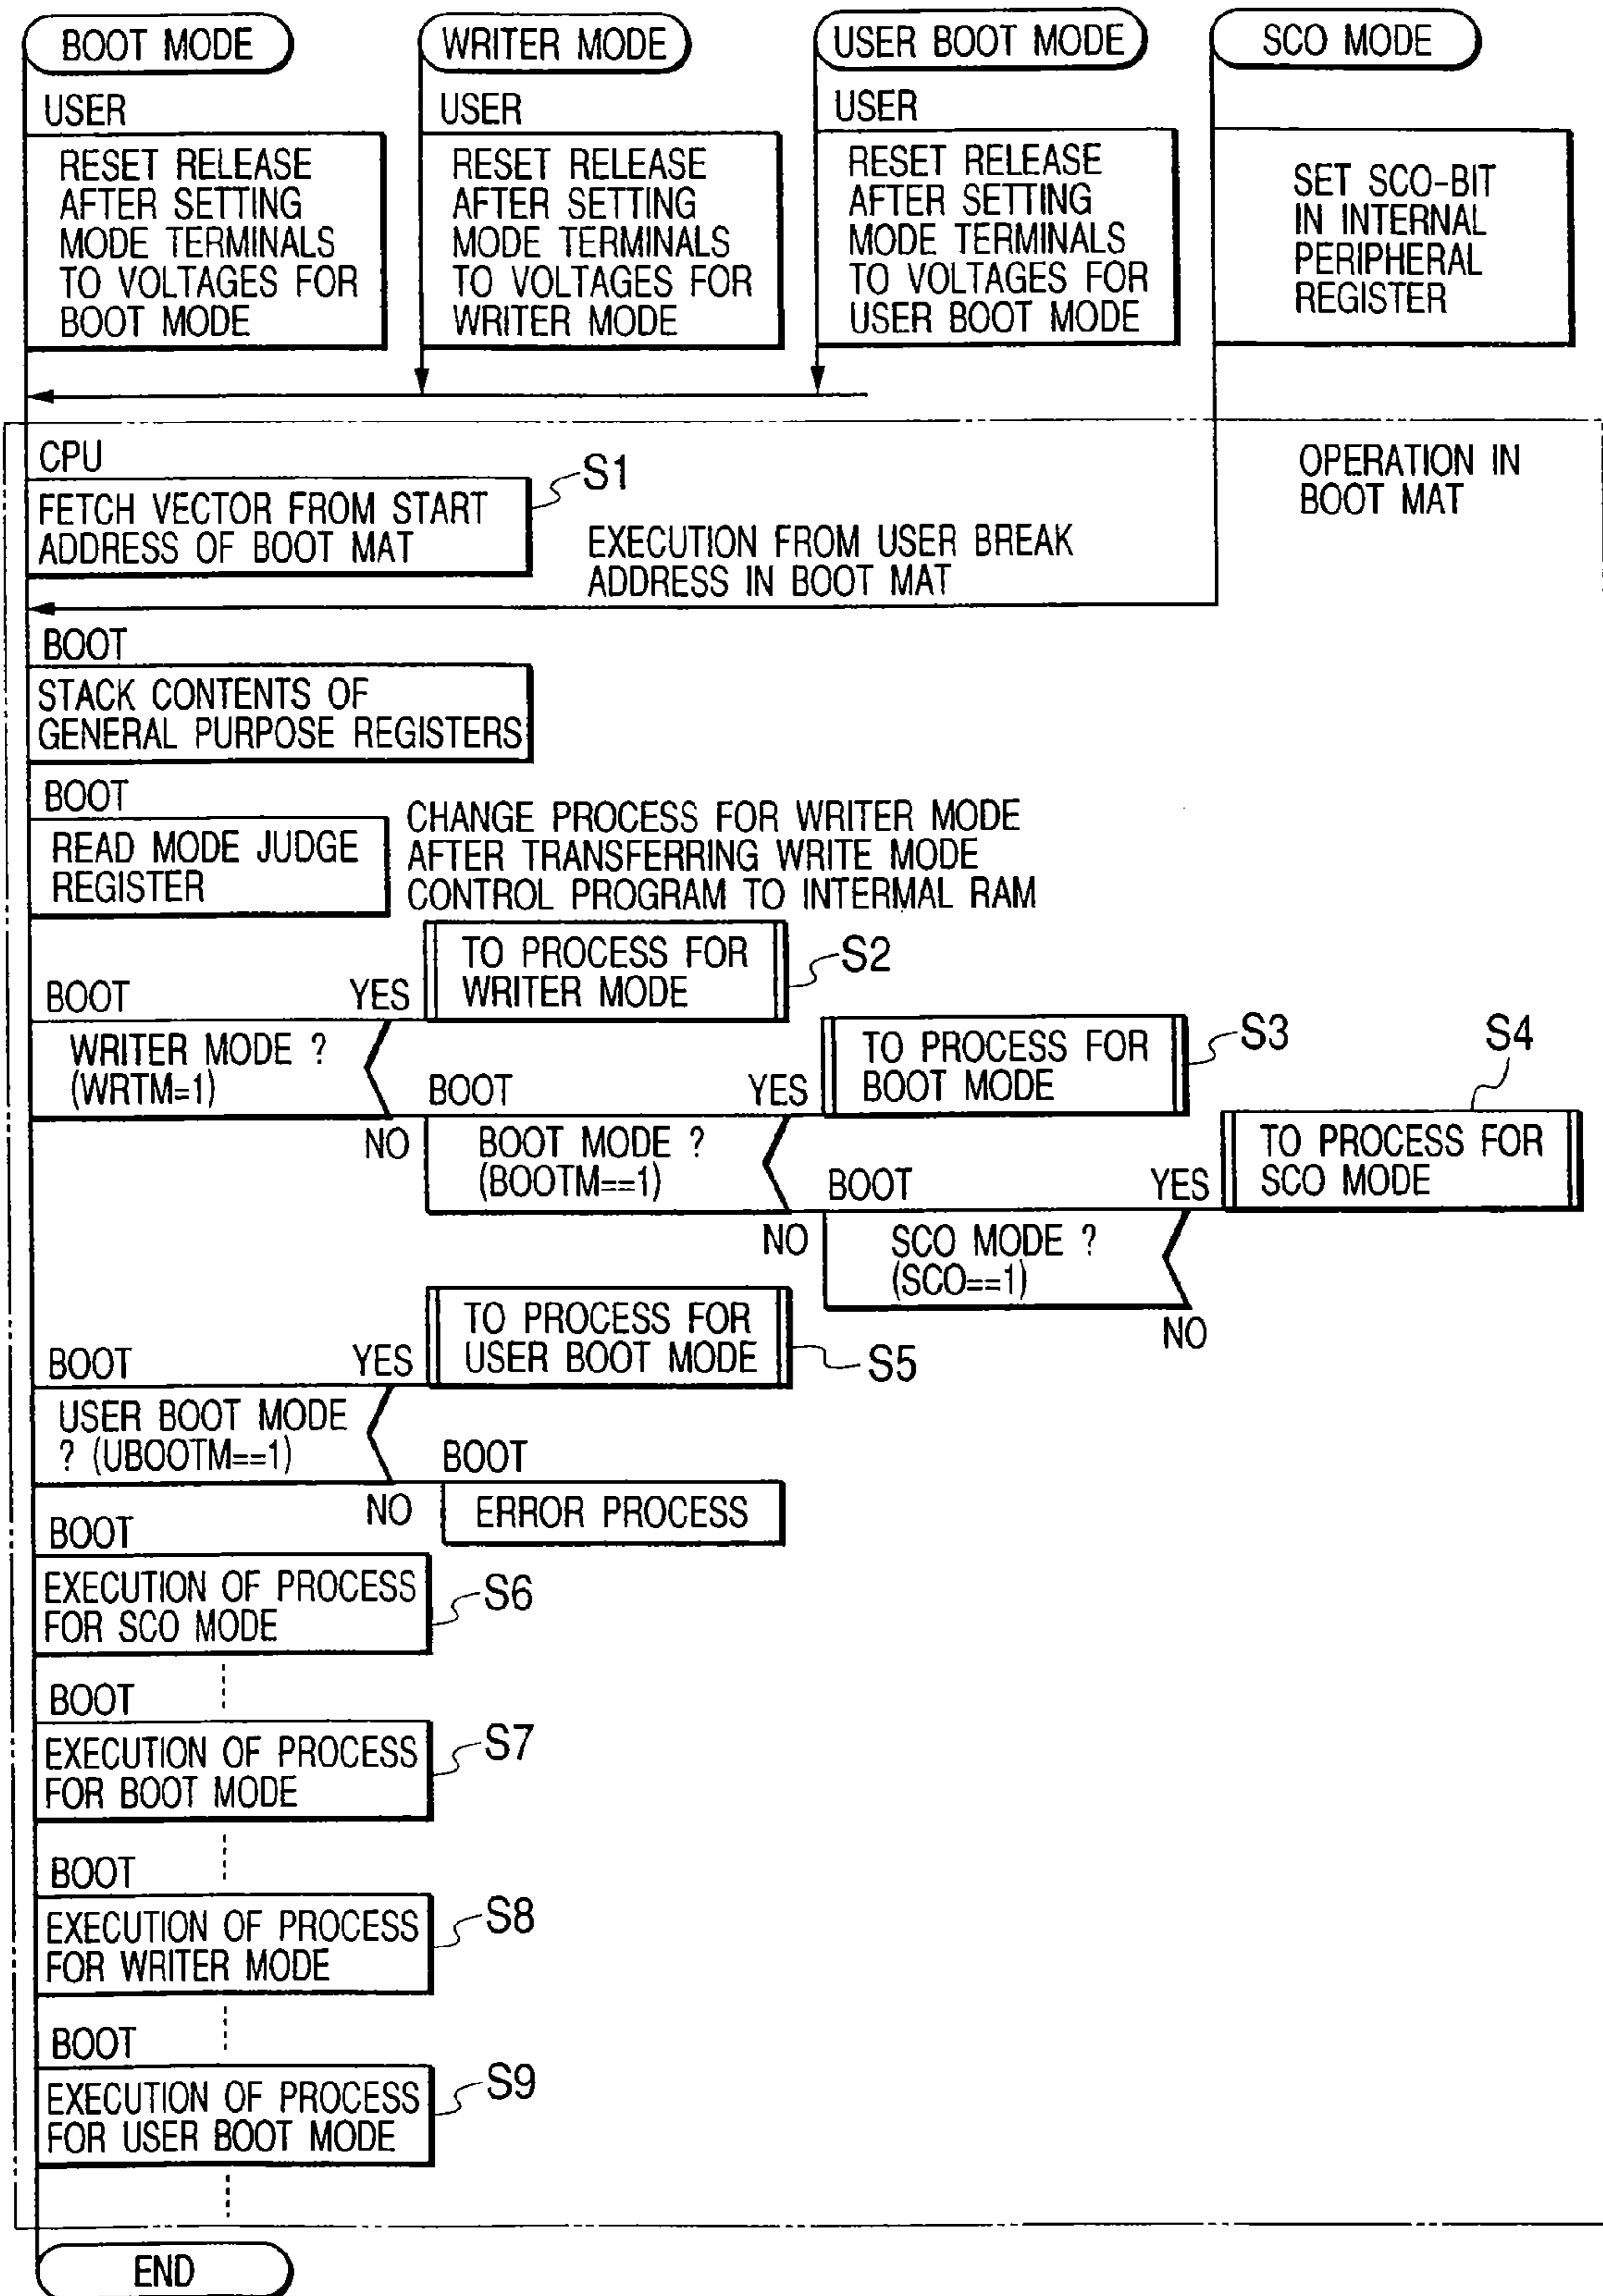 BOOT MODE
WRITER MODE
USER BOOT MODE
SCO MODE
USER
RESET RELEASE
AFTER SETTING
MODE TERMINALS
TO VOLTAGES FOR
BOOT MODE
USER
RESET RELEASE
AFTER SETTING
MODE TERMINALS
TO VOLTAGES FOR
WRITER MODE
USER
RESET RELEASE
AFTER SETTING
MODE TERMINALS
TO VOLTAGES FOR
USER BOOT MODE
SET SCO-BIT
IN INTERNAL
PERIPHERAL
REGISTER
OPERATION IN
BOOT MAT
CPU
FETCH VECTOR FROM START
ADDRESS OF BOOT MAT
S1
EXECUTION FROM USER BREAK
ADDRESS IN BOOT MAT
BOOT
STACK CONTENTS OF
GENERAL PURPOSE REGISTERS
BOOT
READ MODE JUDGE
REGISTER
CHANGE PROCESS FOR WRITER MODE
AFTER TRANSFERRING WRITE MODE
CONTROL PROGRAM TO INTERMAL RAM
BOOT
YES
TO PROCESS FOR
WRITER MODE
S2
WRITER MODE ?
(WRTM=1)
NO
BOOT
YES
TO PROCESS FOR
BOOT MODE
S3
BOOT MODE ?
(BOOTM==1)
NO
BOOT
YES
TO PROCESS FOR
SCO MODE
S4
SCO MODE ?
(SCO==1)
NO
BOOT
YES
TO PROCESS FOR
USER BOOT MODE
S5
USER BOOT MODE
? (UBOOTM==1)
NO
BOOT
ERROR PROCESS
BOOT
EXECUTION OF PROCESS
FOR SCO MODE
S6
BOOT
EXECUTION OF PROCESS
FOR BOOT MODE
S7
BOOT
EXECUTION OF PROCESS
FOR WRITER MODE
S8
BOOT
EXECUTION OF PROCESS
FOR USER BOOT MODE
S9
END